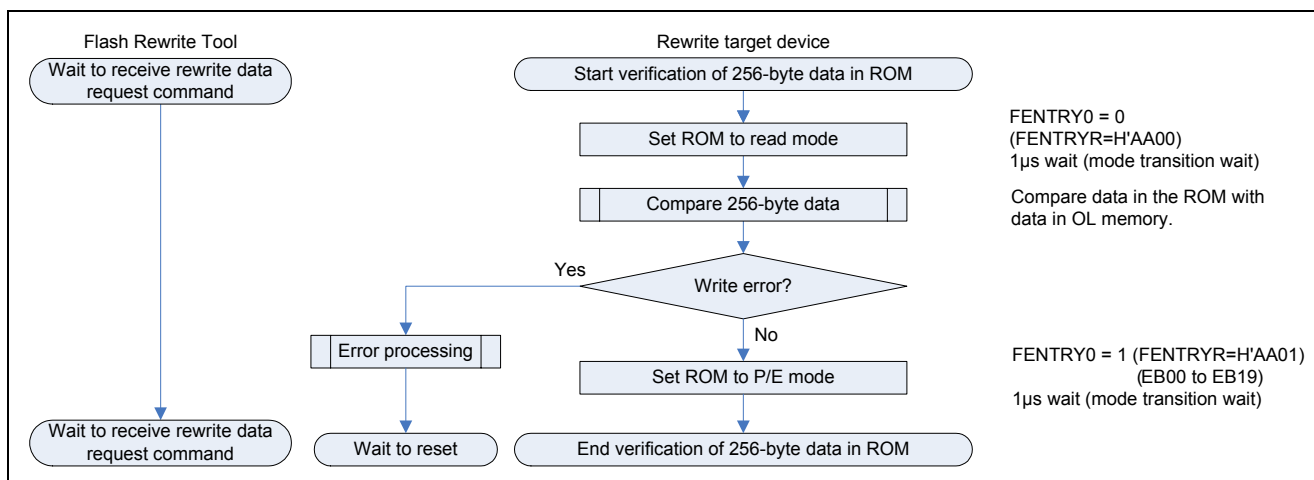 Flash Rewrite Tool
Wait to receive rewrite data
request command
Rewrite target device
Start verification of 256-byte data in ROM
Set ROM to read mode
FENTRY0 = 0
(FENTRYR=H'AA00)
1µs wait (mode transition wait)
Compare 256-byte data
Compare data in the ROM with
data in OL memory.
Yes
Write error?
No
Error processing
Set ROM to P/E mode
FENTRY0 = 1 (FENTRYR=H'AA01)
(EB00 to EB19)
1µs wait (mode transition wait)
Wait to receive rewrite data
request command
Wait to reset
End verification of 256-byte data in ROM